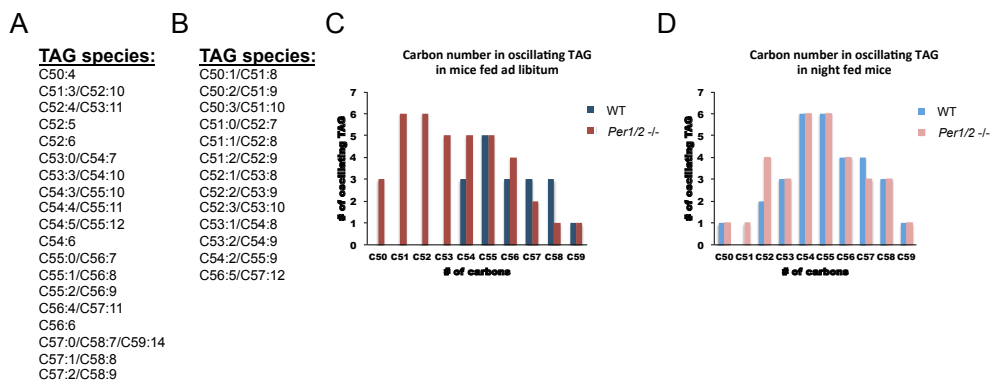 A
TAG species:
C50:4
C51:3/C52:10
C52:4/C53:11
C52:5
C52:6
C53:0/C54:7
C53:3/C54:10
C54:3/C55:10
C54:4/C55:11
C54:5/C55:12
C54:6
C55:0/C56:7
C55:1/C56:8
C55:2/C56:9
C56:4/C57:11
C56:6
C57:0/C58:7/C59:14
C57:1/C58:8
C57:2/C58:9
B
TAG species:
C50:1/C51:8
C50:2/C51:9
C50:3/C51:10
C51:0/C52:7
C51:1/C52:8
C51:2/C52:9
C52:1/C53:8
C52:2/C53:9
C52:3/C53:10
C53:1/C54:8
C53:2/C54:9
C54:2/C55:9
C56:5/C57:12
C
Carbon number in oscillating TAG
in mice fed ad libitum
# of oscillating TAG
7
6
5
4
3
2
1
0
C50 C51 C52 C53 C54 C55 C56 C57 C58 C59
# of carbons
WT
Per1/2 -/-
D
Carbon number in oscillating TAG
in night fed mice
# of oscillating TAG
7
6
5
4
3
2
1
0
C50 C51 C52 C53 C54 C55 C56 C57 C58 C59
# of carbons
WT
Per1/2 -/-